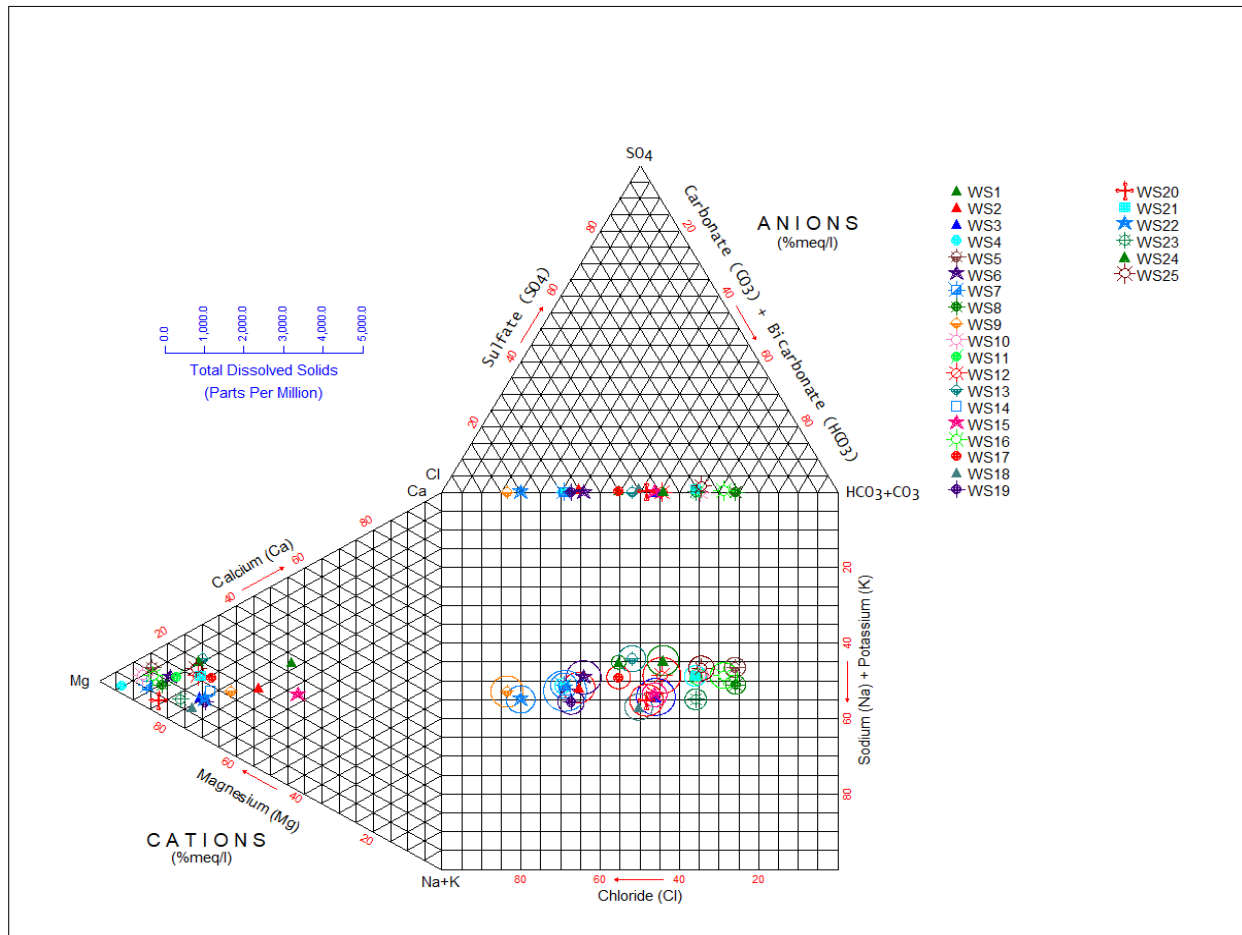 SO4
80
20
Carbonate (CO3) + Bicarbonate (HCO3)
A N I O N S
(%meq/l)
Sulfate (SO4)
60
40
40
60
20
80
Cl
HCO3+CO3
0.0
1,000.0
2,000.0
3,000.0
4,000.0
5,000.0
Total Dissolved Solids
(Parts Per Million)
WS1
WS2
WS3
WS4
WS5
WS6
WS7
WS8
WS9
WS10
WS11
WS12
WS13
WS14
WS15
WS16
WS17
WS18
WS19
WS20
WS21
WS22
WS23
WS24
WS25
Ca
80
60
Calcium (Ca)
40
20
Mg
80
60
Magnesium (Mg)
40
20
C A T I O N S
(%meq/l)
Na+K
20
40
Sodium (Na) + Potassium (K)
60
80
80
60
40
20
Chloride (Cl)